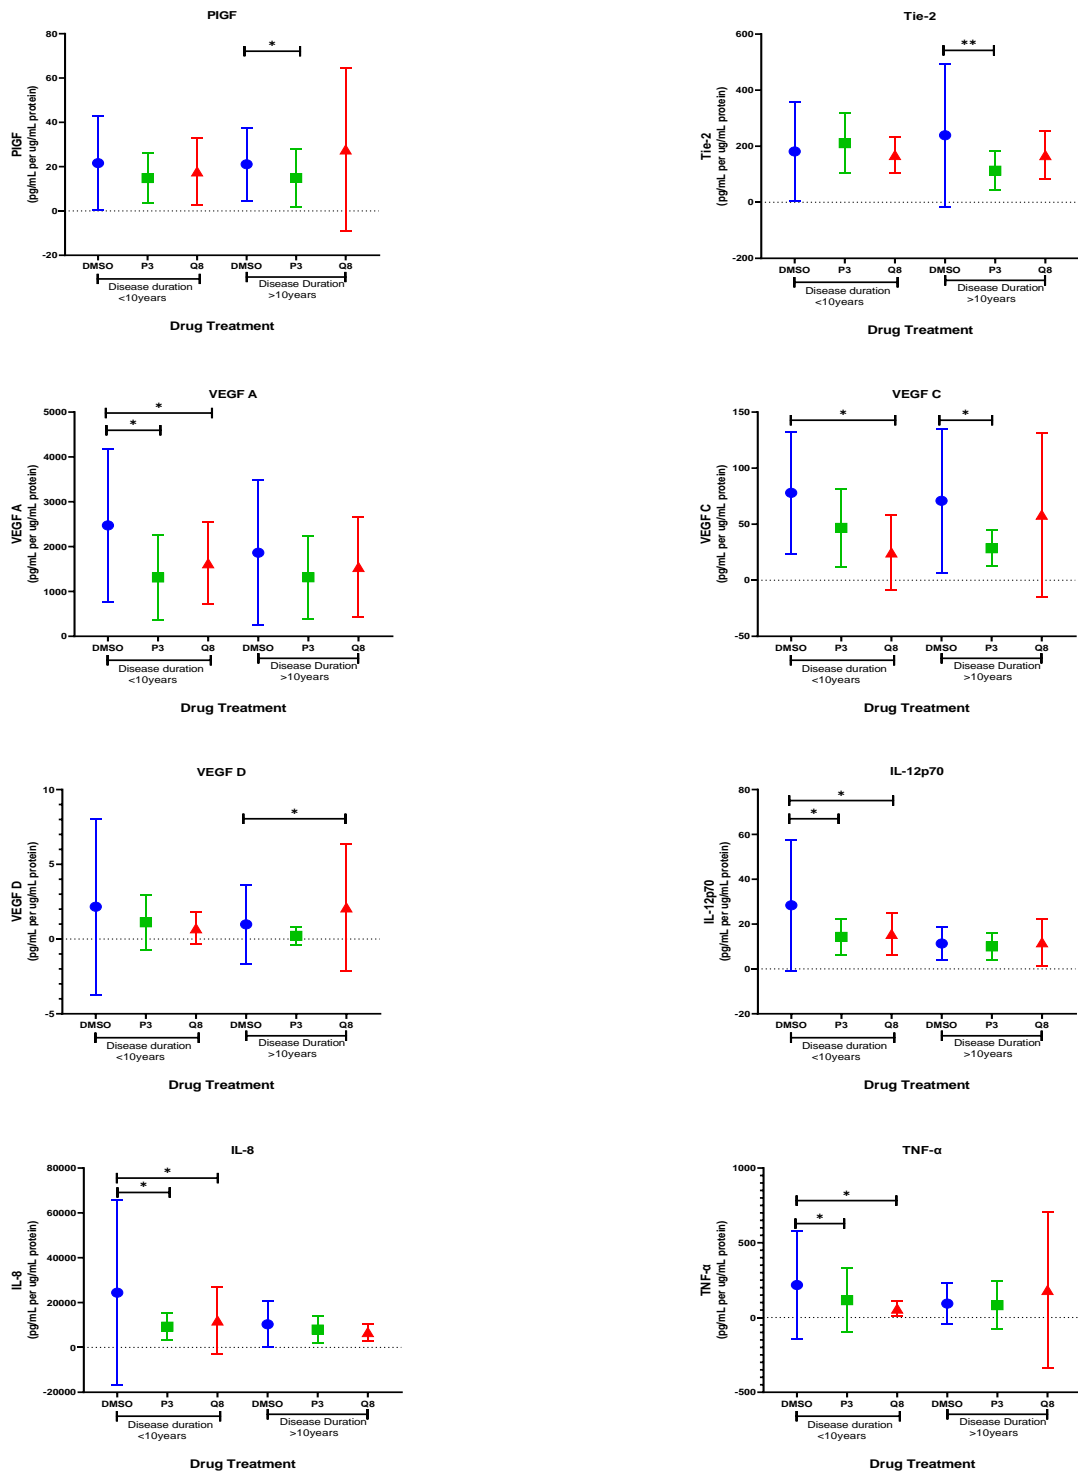 PIGF
80
60
40
20
0
-20
PIGF
(pg/mL per ug/mL protein)
*
DMSO P3 Q8 DMSO P3 Q8
Disease duration
<10years
Disease Duration
>10years
Drug Treatment
Tie-2
600
400
200
0
-200
Tie-2
(pg/mL per ug/mL protein)
**
DMSO P3 Q8 DMSO P3 Q8
Disease duration
<10years
Disease Duration
>10years
Drug Treatment
VEGF A
5000
4000
3000
2000
1000
0
VEGF A
(pg/mL per ug/mL protein)
*
*
DMSO P3 Q8 DMSO P3 Q8
Disease duration
<10years
Disease Duration
>10years
Drug Treatment
VEGF C
150
100
50
0
-50
VEGF C
(pg/mL per ug/mL protein)
* *
DMSO P3 Q8 DMSO P3 Q8
Disease duration
<10years
Disease Duration
>10years
Drug Treatment
VEGF D
10
5
0
-5
VEGF D
(pg/mL per ug/mL protein)
*
DMSO P3 Q8 DMSO P3 Q8
Disease duration
<10years
Disease Duration
>10years
Drug Treatment
IL-12p70
80
60
40
20
0
-20
IL-12p70
(pg/mL per ug/mL protein)
*
*
DMSO P3 Q8 DMSO P3 Q8
Disease duration
<10years
Disease Duration
>10years
Drug Treatment
IL-8
80000
60000
40000
20000
0
-20000
IL-8
(pg/mL per ug/mL protein)
*
*
DMSO P3 Q8 DMSO P3 Q8
Disease duration
<10years
Disease Duration
>10years
Drug Treatment
TNF-α
1000
500
0
-500
TNF-α
(pg/mL per ug/mL protein)
*
*
DMSO P3 Q8 DMSO P3 Q8
Disease duration
<10years
Disease Duration
>10years
Drug Treatment